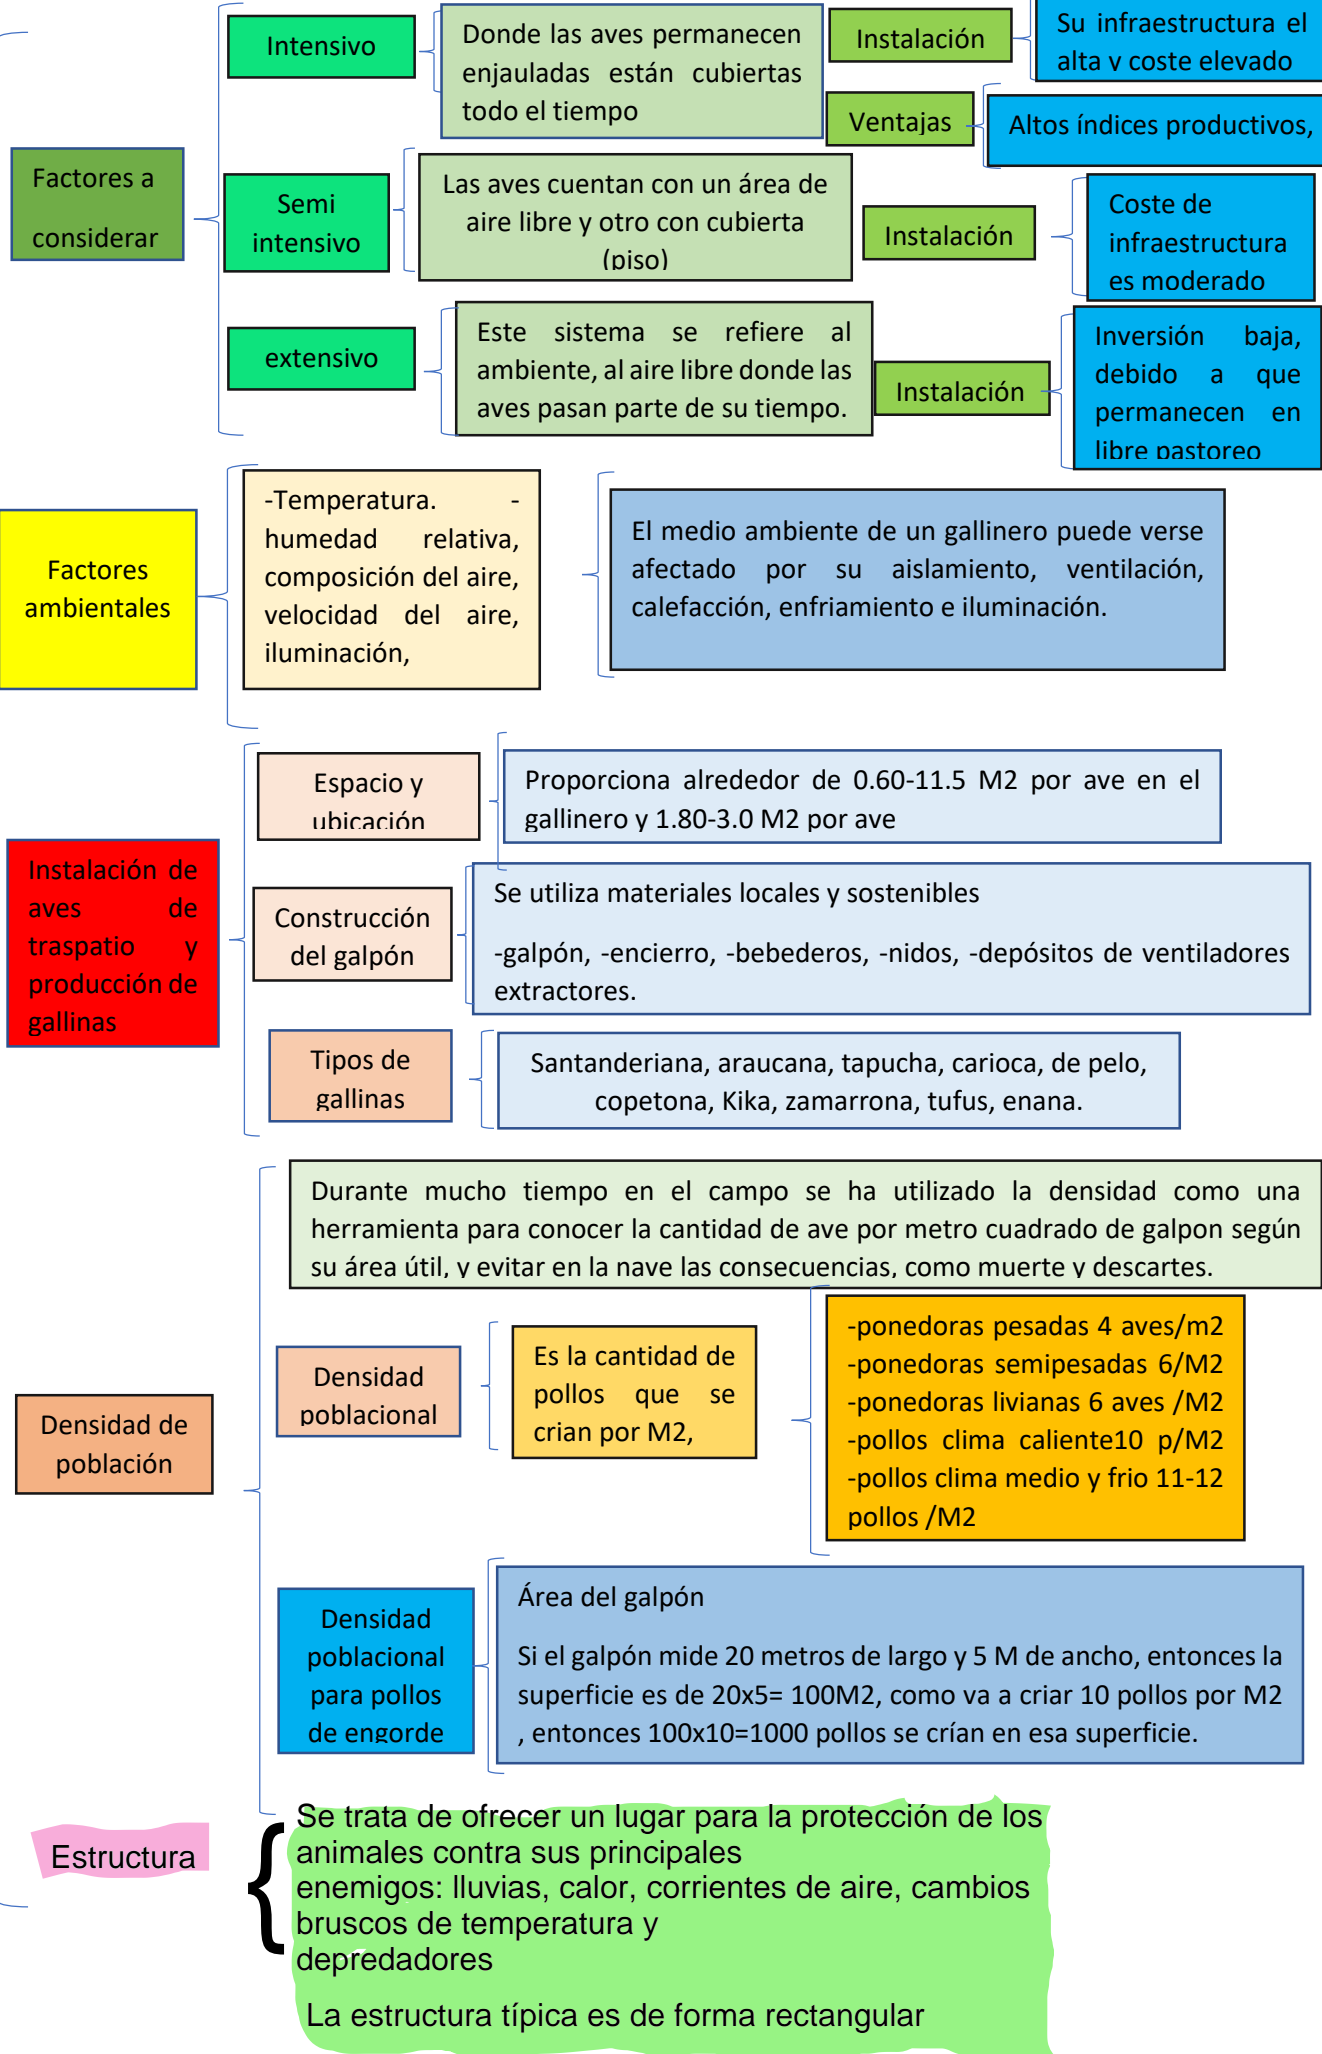 Factores a
considerar
Intensivo
Donde las aves permanecen
enjauladas están cubiertas
todo el tiempo
Instalación
Su infraestructura el
alta y coste elevado
Ventajas
Altos índices productivos,
Semi
intensivo
Las aves cuentan con un área de
aire libre y otro con cubierta
(piso)
Instalación
Coste de
infraestructura
es moderado
extensivo
Este sistema se refiere al
ambiente, al aire libre donde las
aves pasan parte de su tiempo.
Instalación
Inversión baja,
debido a que
permanecen en
libre pastoreo
Factores
ambientales
-Temperatura. -
humedad relativa,
composición del aire,
velocidad del aire,
iluminación,
El medio ambiente de un gallinero puede verse
afectado por su aislamiento, ventilación,
calefacción, enfriamiento e iluminación.
Instalación de
aves de
traspatio y
producción de
gallinas
Espacio y
ubicación
Proporciona alrededor de 0.60-11.5 M2 por ave en el
gallinero y 1.80-3.0 M2 por ave
Construcción
del galpón
Se utiliza materiales locales y sostenibles
-galpón, -encierro, -bebederos, -nidos, -depósitos de ventiladores
extractores.
Tipos de
gallinas
Santanderiana, araucana, tapucha, carioca, de pelo,
copetona, Kika, zamarrona, tufus, enana.
Densidad de
población
Durante mucho tiempo en el campo se ha utilizado la densidad como una
herramienta para conocer la cantidad de ave por metro cuadrado de galpon según
su área útil, y evitar en la nave las consecuencias, como muerte y descartes.
Densidad
poblacional
Es la cantidad de
pollos que se
crian por M2,
-ponedoras pesadas 4 aves/m2
-ponedoras semipesadas 6/M2
-ponedoras livianas 6 aves /M2
-pollos clima caliente10 p/M2
-pollos clima medio y frio 11-12
pollos /M2
Densidad
poblacional
para pollos
de engorde
Área del galpón
Si el galpón mide 20 metros de largo y 5 M de ancho, entonces la
superficie es de 20x5= 100M2, como va a criar 10 pollos por M2
, entonces 100x10=1000 pollos se crían en esa superficie.
Estructura
Se trata de ofrecer un lugar para la protección de los
animales contra sus principales
enemigos: lluvias, calor, corrientes de aire, cambios
bruscos de temperatura y
depredadores
La estructura típica es de forma rectangular